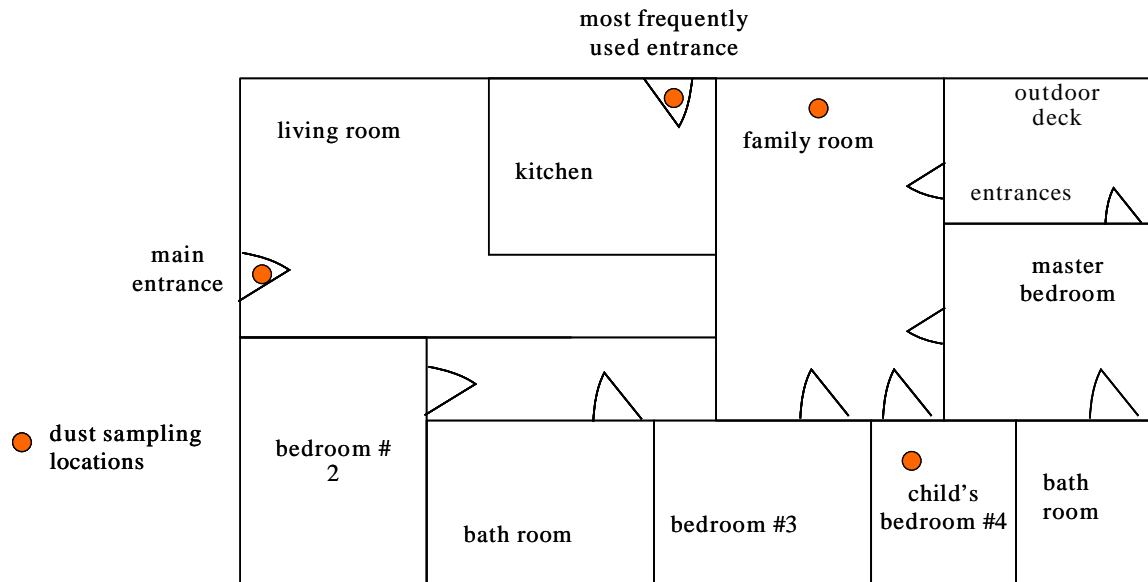 most frequently
used entrance
outdoor
deck
living room
family room
kitchen
entrances
main
entrance
master
bedroom
dust sampling
locations
bedroom #
2
child's
bedroom #4
bath
room
bedroom #3
bath room